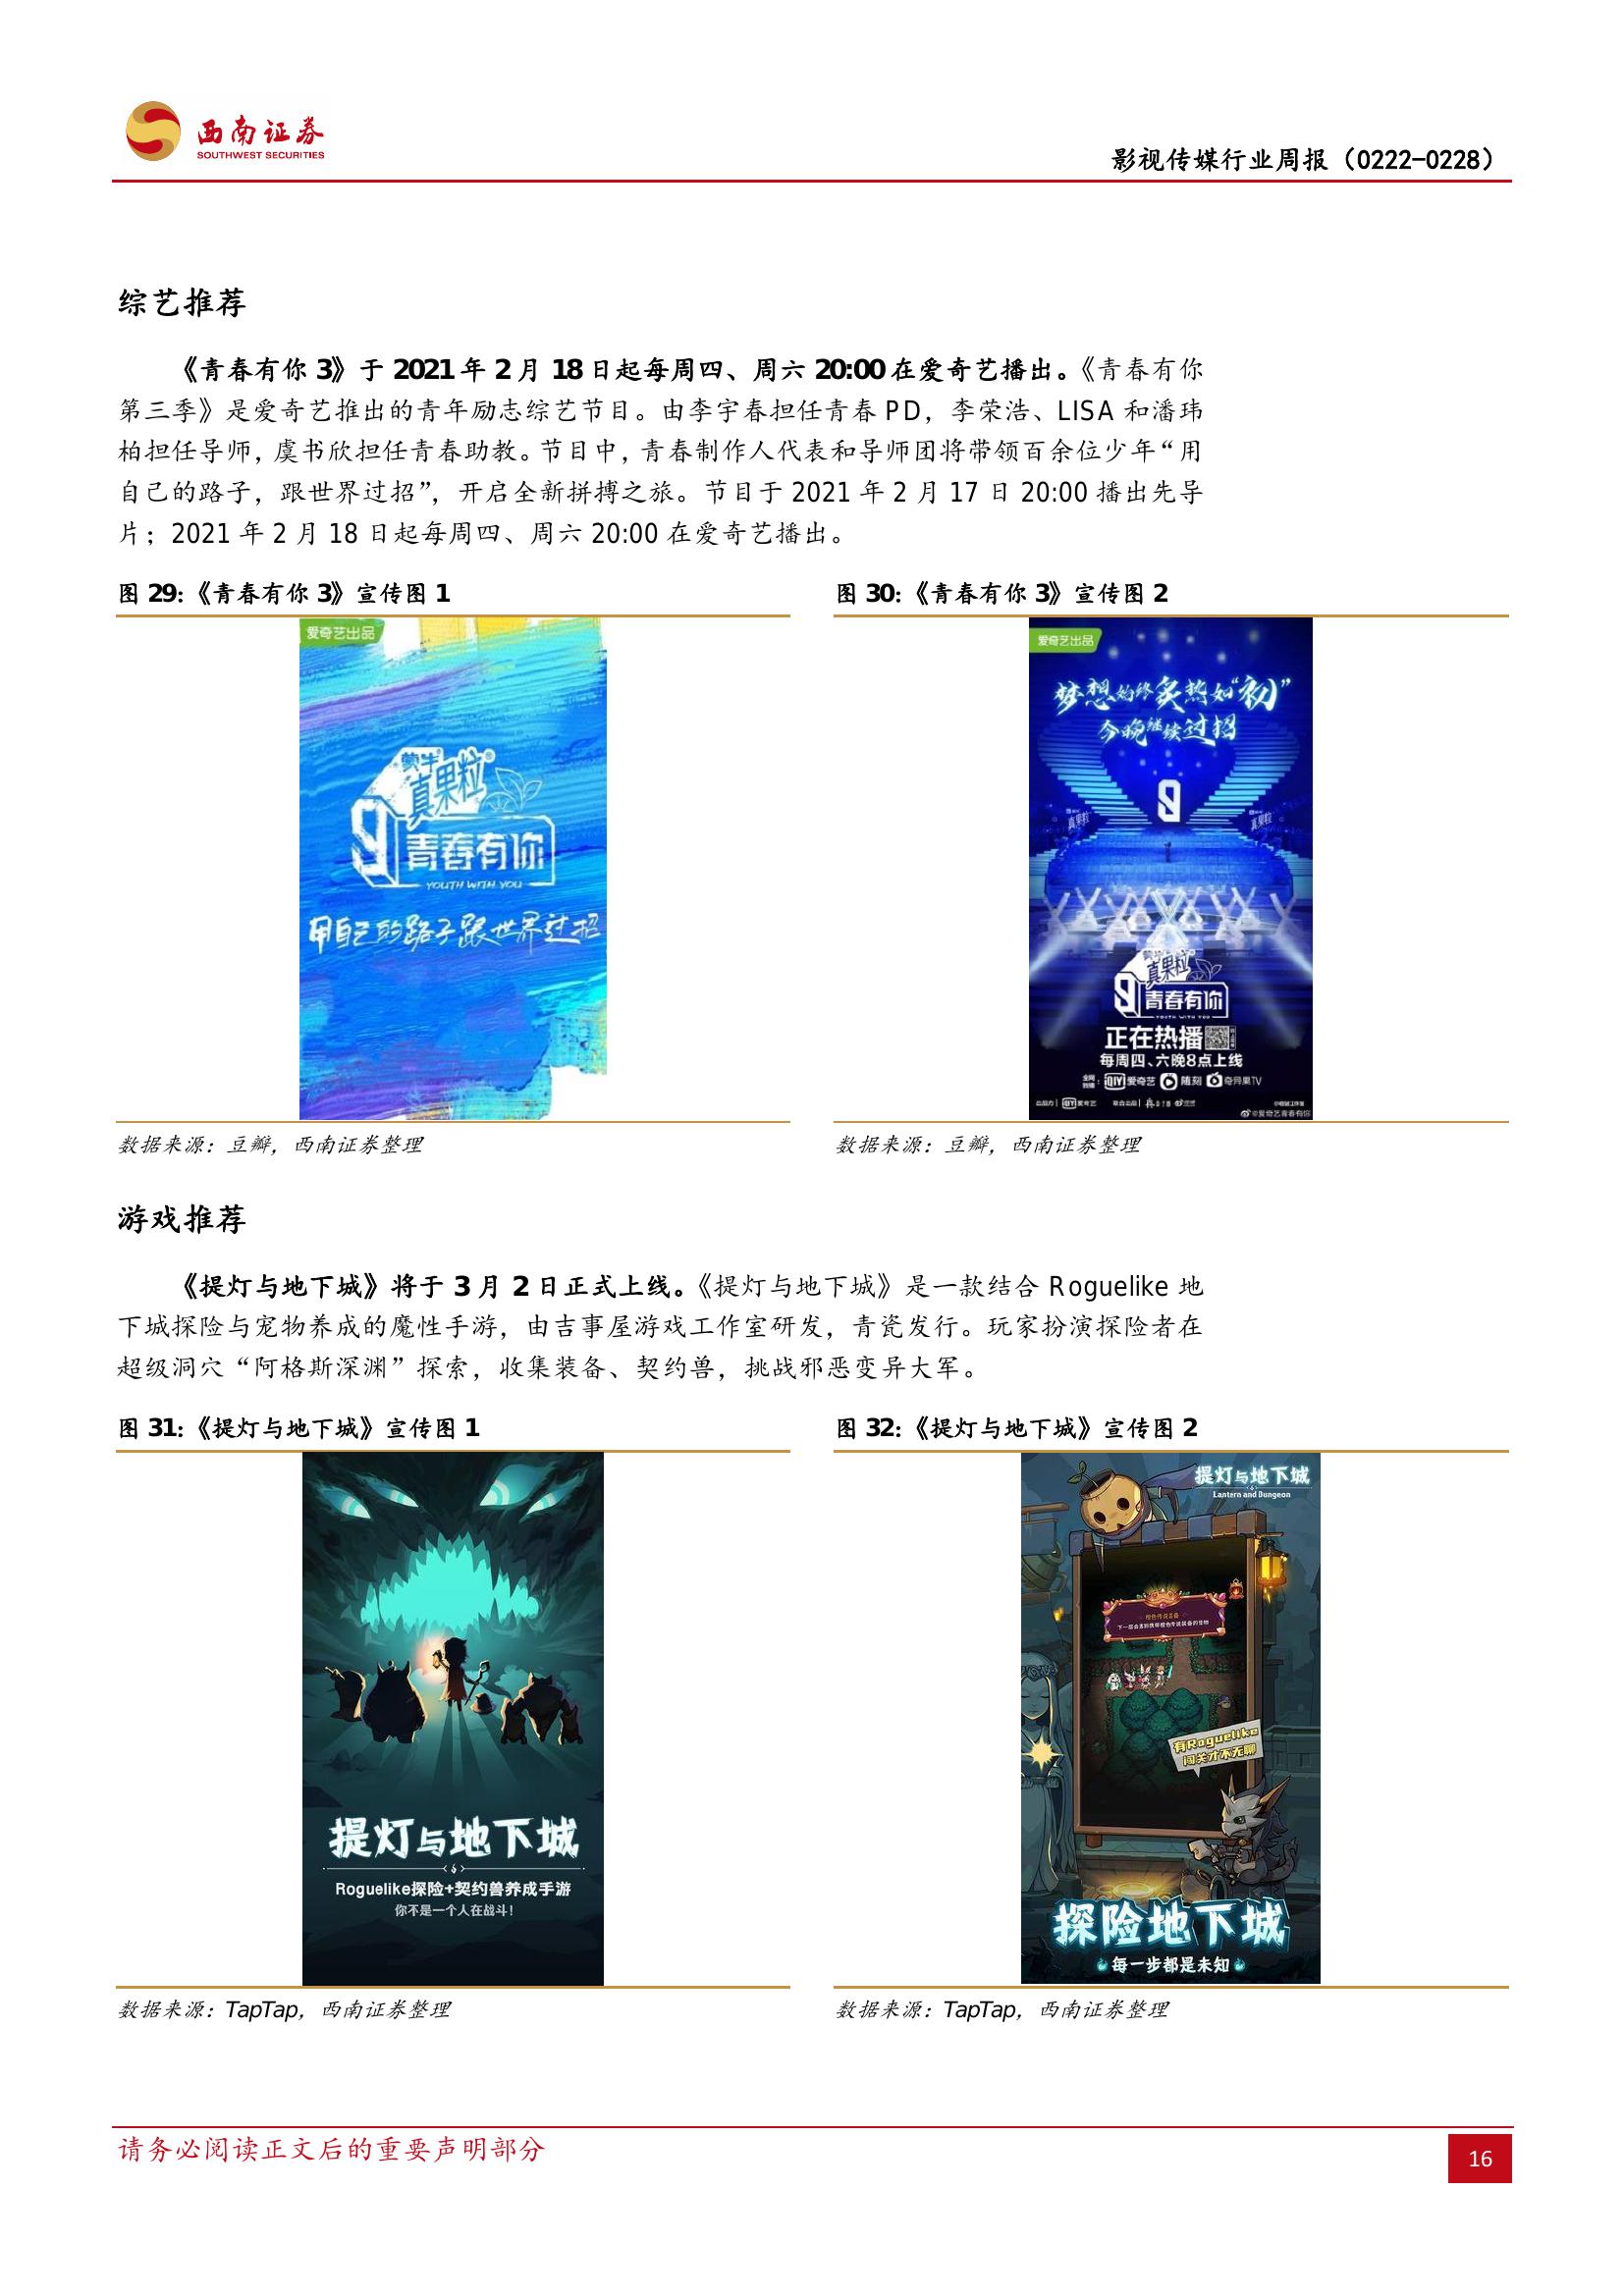 西南证券
SOUTHWEST SECURITIES
影视传媒行业周报（0222-0228）
综艺推荐
《青春有你 3》于 2021 年 2 月 18 日起每周四、周六 20:00 在爱奇艺播出。《青春有你
第三季》是爱奇艺推出的青年励志综艺节目。由李宇春担任青春 PD，李荣浩、LISA 和潘玮
柏担任导师，虞书欣担任青春助教。节目中，青春制作人代表和导师团将带领百余位少年“用
自己的路子，跟世界过招”，开启全新拼搏之旅。节目于 2021 年 2 月 17 日 20:00 播出先导
片；2021 年 2 月 18 日起每周四、周六 20:00 在爱奇艺播出。
图 29:《青春有你 3》宣传图 1
爱奇艺出品
蒙牛
真果粒
青春有你
YOUTH WITH YOU
用自己的路子跟世界过招
数据来源：豆瓣，西南证券整理
图 30:《青春有你 3》宣传图 2
爱奇艺出品
梦想始终炙热如“初”
今晚继续过招
真果粒
真果粒
真果粒
青春有你
YOUTH WITH YOU
正在热播
每周四、六晚8点上线
爱奇艺 随刻 奇异果TV
@爱奇艺青春有你
数据来源：豆瓣，西南证券整理
游戏推荐
《提灯与地下城》将于 3 月 2 日正式上线。《提灯与地下城》是一款结合 Roguelike 地
下城探险与宠物养成的魔性手游，由吉事屋游戏工作室研发，青瓷发行。玩家扮演探险者在
超级洞穴“阿格斯深渊”探索，收集装备、契约兽，挑战邪恶变异大军。
图 31:《提灯与地下城》宣传图 1
提灯与地下城
Roguelike探险+契约兽养成手游
你不是一个人在战斗！
数据来源：TapTap，西南证券整理
图 32:《提灯与地下城》宣传图 2
提灯与地下城
Lantern and Dungeon
有Roguelike
闯关才不无聊
探险地下城
每一步都是未知
数据来源：TapTap，西南证券整理
请务必阅读正文后的重要声明部分
16